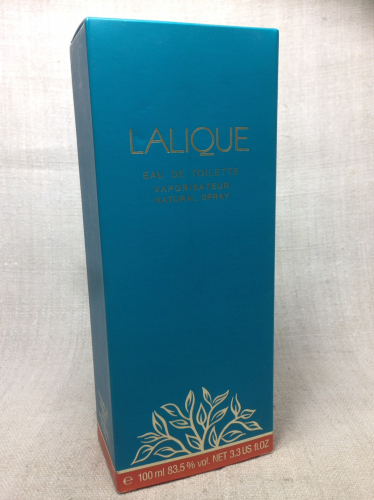 LALIQUE
EAU DE TOILETTE
VAPORISATEUR
NATURAL SPRAY
℮ 100 ml 83.5% vol. NET 3.3 US fl.OZ